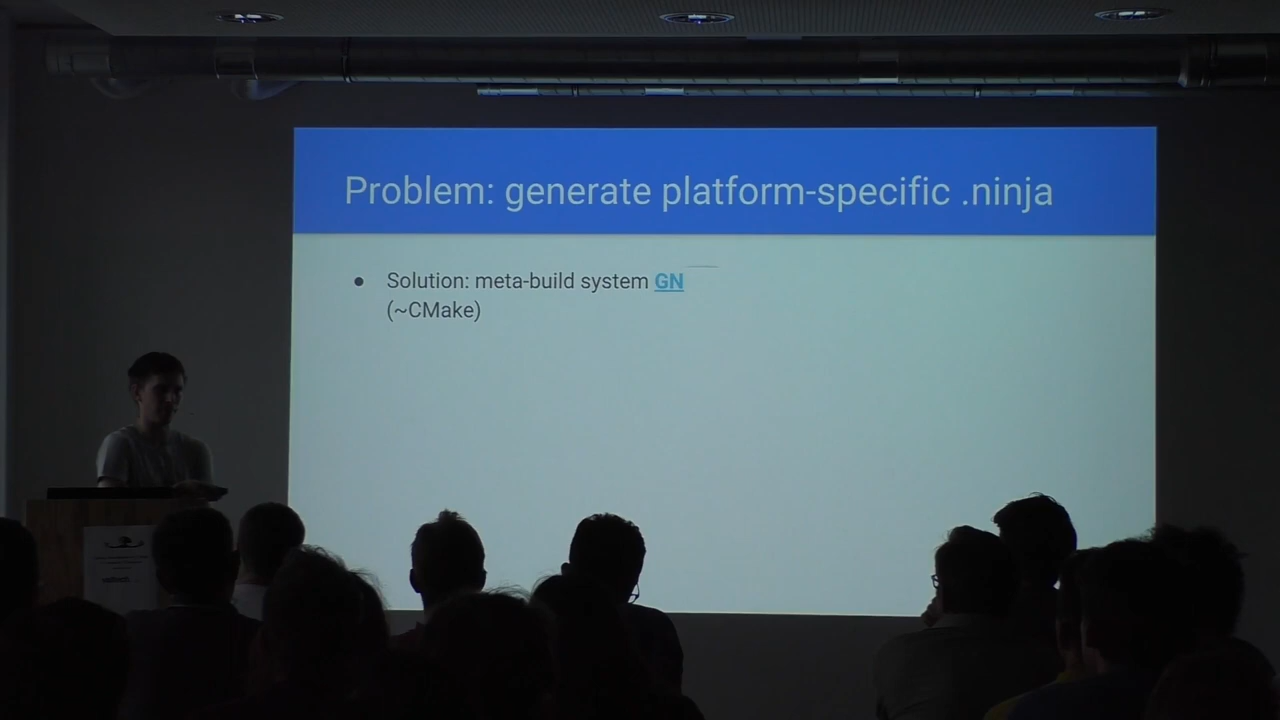 Problem: generate platform-specific .ninja
● Solution: meta-build system GN
(~CMake)